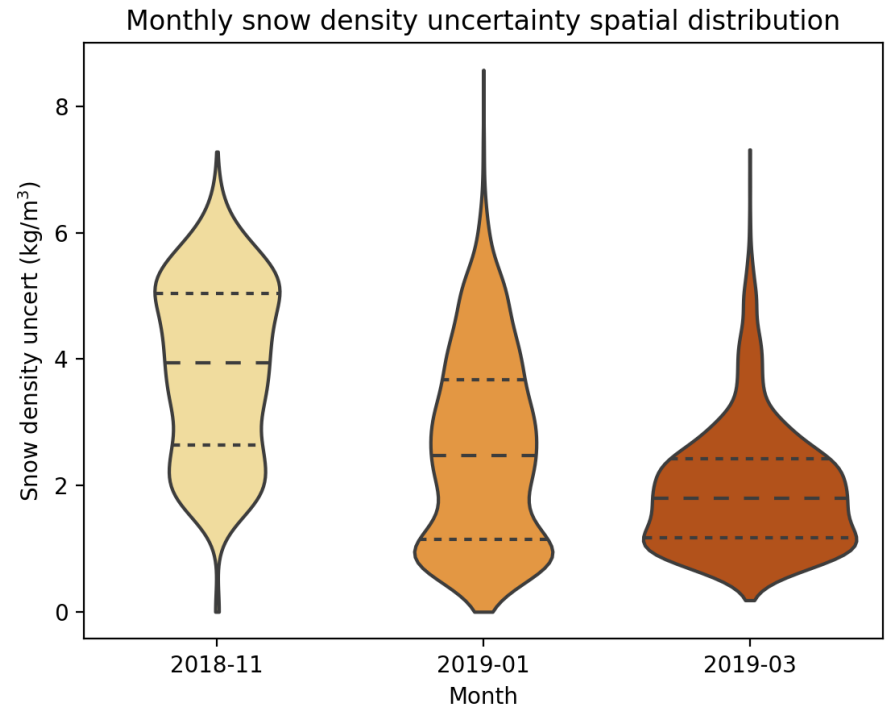 Monthly snow density uncertainty spatial distribution
Snow density uncert (kg/m³)
8
6
4
2
0
2018-11
2019-01
2019-03
Month